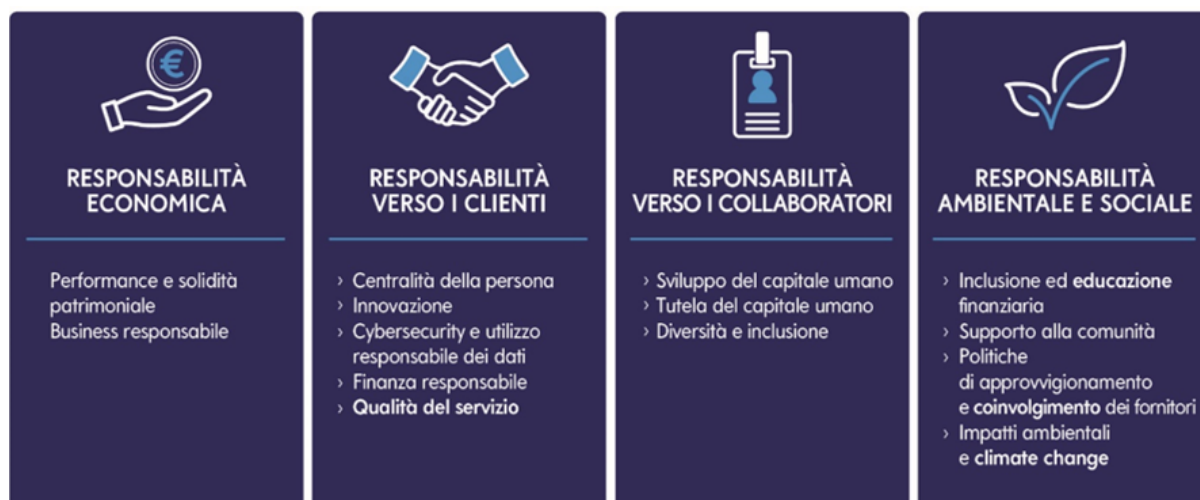 RESPONSABILITÀ
ECONOMICA
Performance e solidità
patrimoniale
Business responsabile
RESPONSABILITÀ
VERSO I CLIENTI
› Centralità della persona
› Innovazione
› Cybersecurity e utilizzo
responsabile dei dati
› Finanza responsabile
› Qualità del servizio
RESPONSABILITÀ
VERSO I COLLABORATORI
› Sviluppo del capitale umano
› Tutela del capitale umano
› Diversità e inclusione
RESPONSABILITÀ
AMBIENTALE E SOCIALE
› Inclusione ed educazione
finanziaria
› Supporto alla comunità
› Politiche
di approvvigionamento
e coinvolgimento dei fornitori
› Impatti ambientali
e climate change